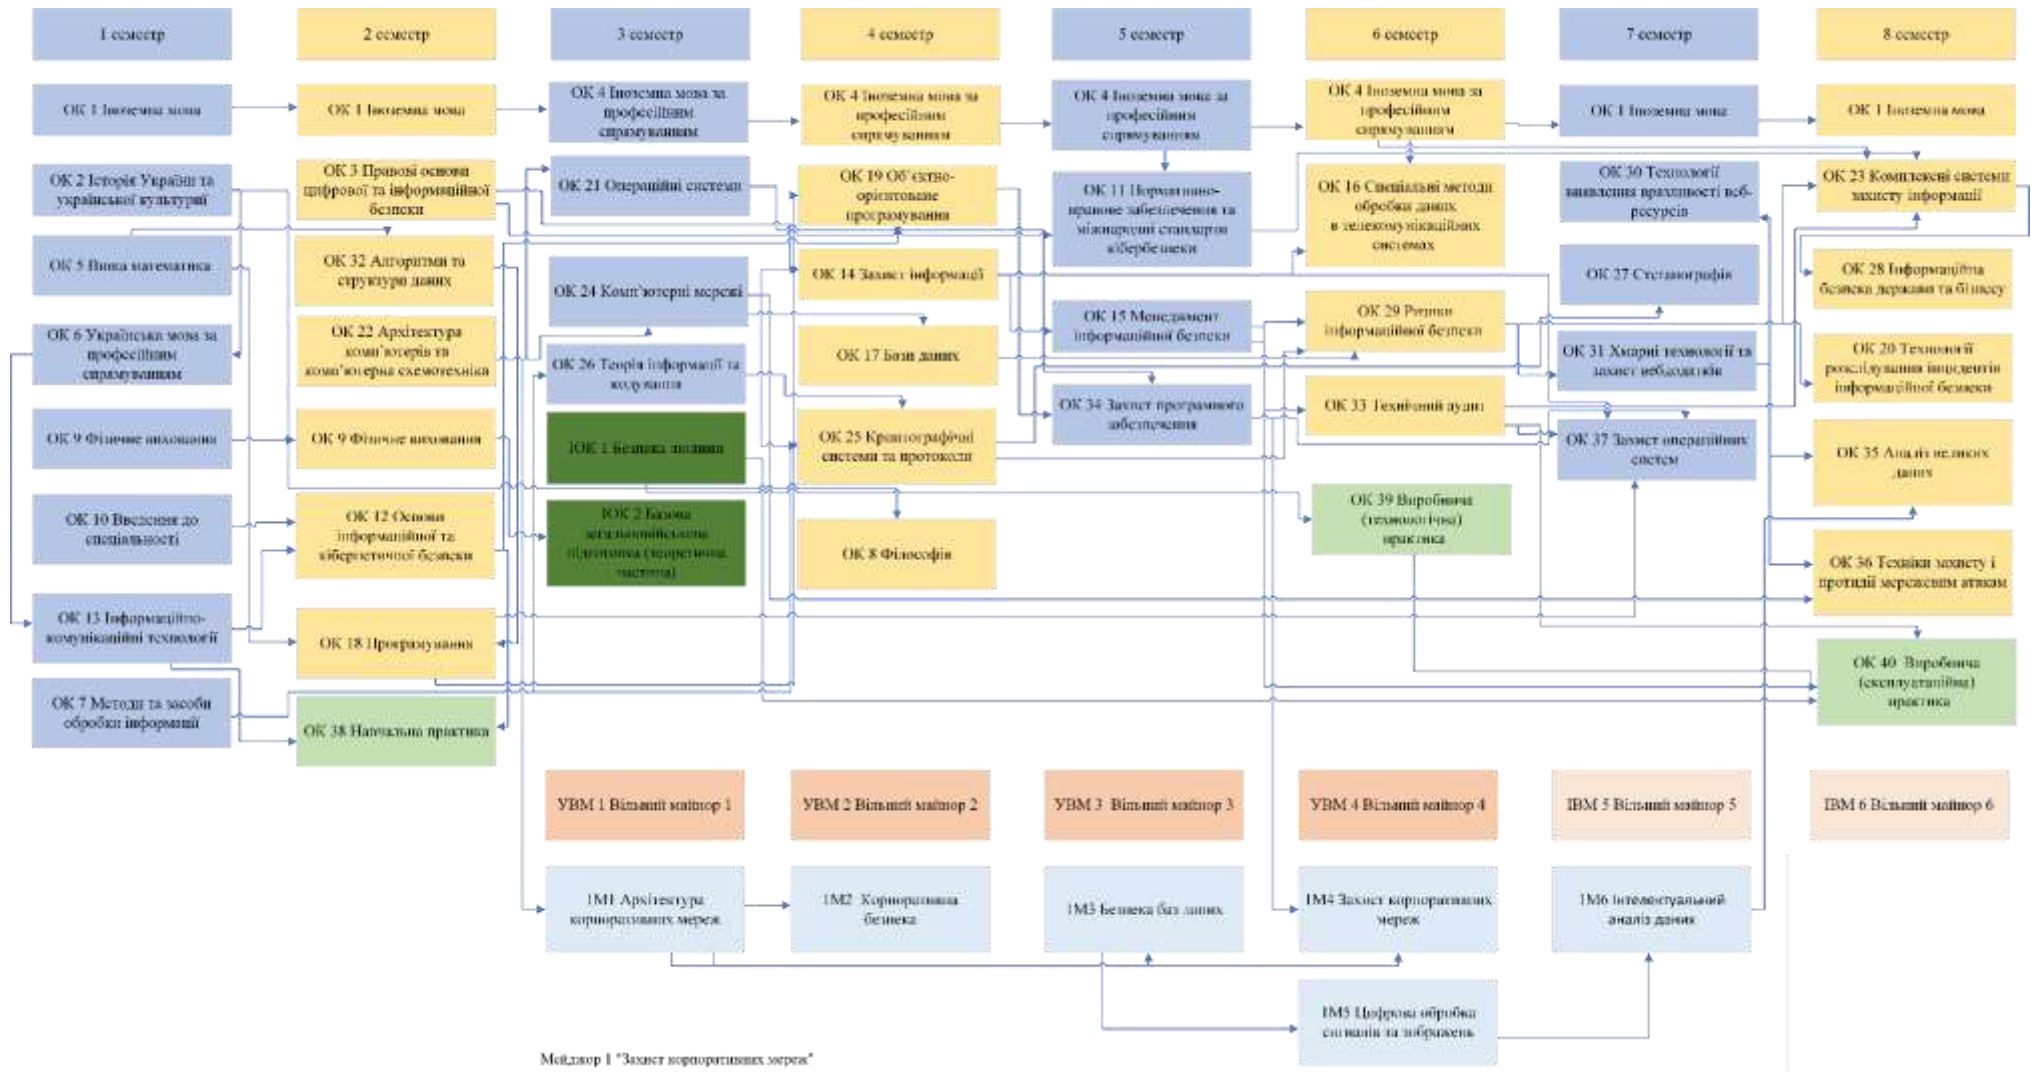 1 семестр
2 семестр
3 семестр
4 семестр
5 семестр
6 семестр
7 семестр
8 семестр
ОК 1 Іноземна мова
ОК 1 Іноземна мова
ОК 4 Іноземна мова за
професійним
спрямуванням
ОК 4 Іноземна мова за
професійним
спрямуванням
ОК 4 Іноземна мова за
професійним
спрямуванням
ОК 4 Іноземна мова за
професійним
спрямуванням
ОК 1 Іноземна мова
ОК 1 Іноземна мова
ОК 2 Історія України та
української культури
ОК 3 Правові основи
цифрової та інформаційної
безпеки
ОК 21 Операційні системи
ОК 19 Об'єктно-
орієнтоване
програмування
ОК 11 Нормативно-
правове забезпечення та
міжнародні стандарти
кібербезпеки
ОК 16 Спеціальні методи
обробки даних
в телекомунікаційних
системах
ОК 30 Технології
виявлення вразливості веб-
ресурсів
ОК 23 Комплексні системи
захисту інформації
ОК 5 Вища математика
ОК 32 Алгоритми та
структури даних
ОК 24 Комп'ютерні мережі
ОК 14 Захист інформації
ОК 27 Стеганографія
ОК 28 Інформаційна
безпека держави та бізнесу
ОК 6 Українська мова за
професійним
спрямуванням
ОК 22 Архітектура
комп'ютерів та
комп'ютерна схемотехніка
ОК 26 Теорія інформації та
кодування
ОК 17 Бази даних
ОК 15 Менеджмент
інформаційної безпеки
ОК 29 Ризики
інформаційної безпеки
ОК 31 Хмарні технології та
захист вебдодатків
ОК 20 Технології
розслідування інцидентів
інформаційної безпеки
ОК 9 Фізичне виховання
ОК 9 Фізичне виховання
ІОК 1 Безпека людини
ОК 25 Криптографічні
системи та протоколи
ОК 34 Захист програмного
забезпечення
ОК 33 Технічний аудит
ОК 37 Захист операційних
систем
ОК 35 Аналіз великих
даних
ОК 10 Введення до
спеціальності
ОК 12 Основи
інформаційної та
кібернетичної безпеки
ІОК 2 Базова
загальновійськова
підготовка (теоретична
частина)
ОК 8 Філософія
ОК 39 Виробнича
(технологічна)
практика
ОК 36 Техніки захисту і
протидії мережевим атакам
ОК 13 Інформаційно-
комунікаційні технології
ОК 18 Програмування
ОК 40 Виробнича
(експлуатаційна)
практика
ОК 7 Методи та засоби
обробки інформації
ОК 38 Навчальна практика
УВМ 1 Вільний майнор 1
УВМ 2 Вільний майнор 2
УВМ 3 Вільний майнор 3
УВМ 4 Вільний майнор 4
ІВМ 5 Вільний майнор 5
ІВМ 6 Вільний майнор 6
1М1 Архітектура
корпоративних мереж
1М2 Корпоративна
безпека
1М3 Безпека баз даних
1М4 Захист корпоративних
мереж
1М6 Інтелектуальний
аналіз даних
1М5 Цифрова обробка
сигналів та зображень
Мейджор 1 "Захист корпоративних мереж"